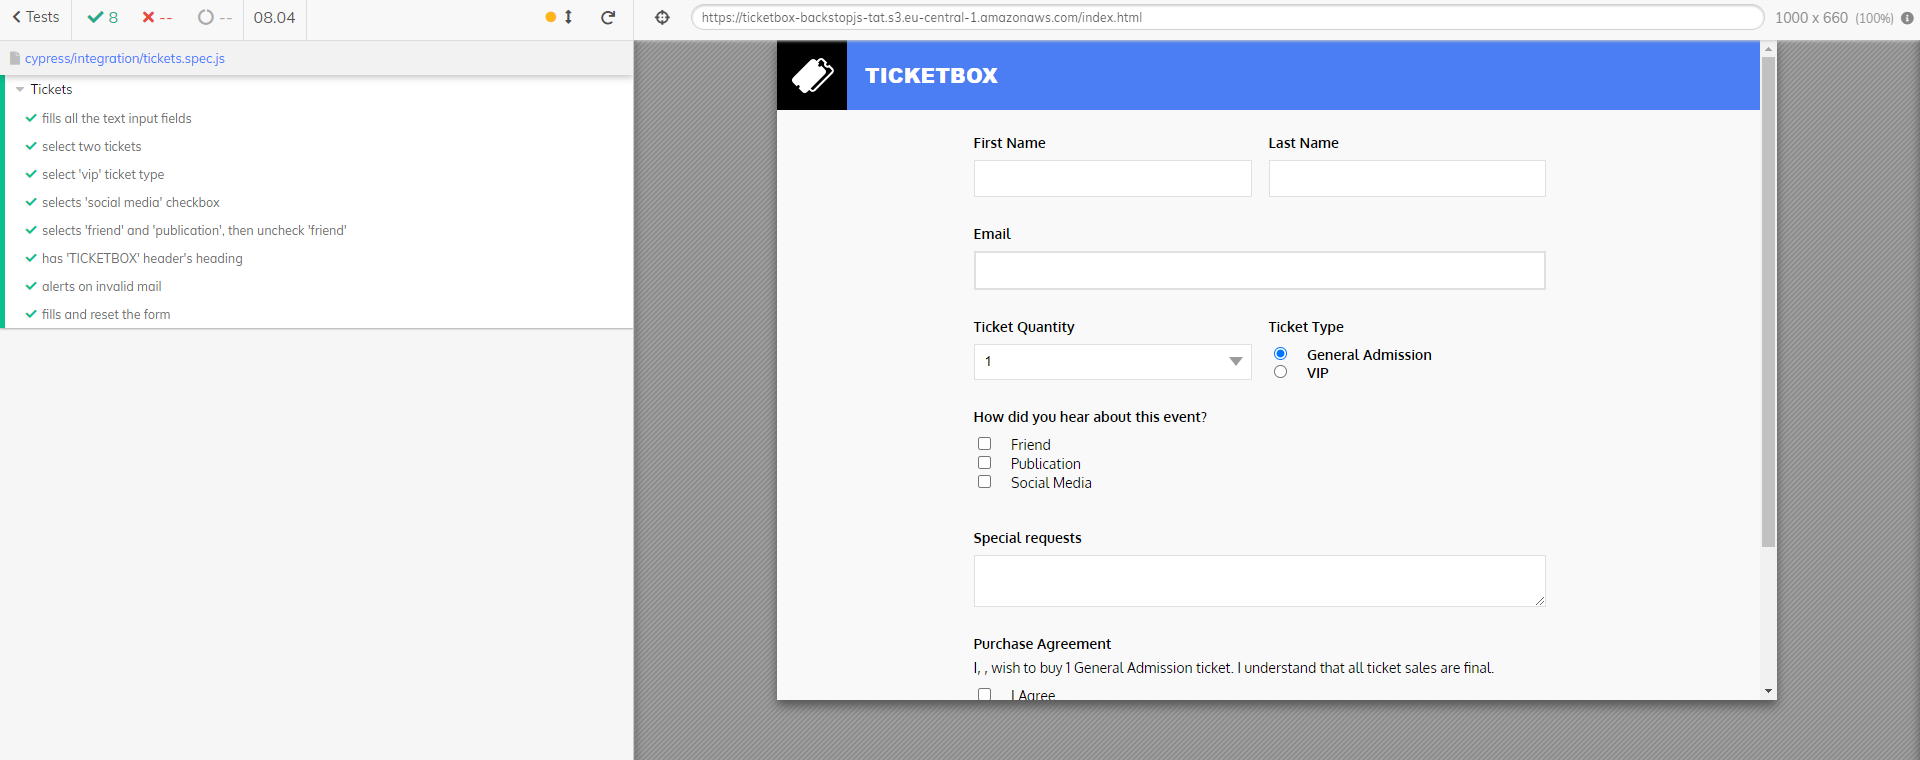 Tests 8 -- -- 08.04
https://ticketbox-backstopjs-tat.s3.eu-central-1.amazonaws.com/index.html 1000 x 660 (100%)
cypress/integration/tickets.spec.js
Tickets
fills all the text input fields
select two tickets
select 'vip' ticket type
selects 'social media' checkbox
selects 'friend' and 'publication', then uncheck 'friend'
has 'TICKETBOX' header's heading
alerts on invalid mail
fills and reset the form
TICKETBOX
First Name Last Name
Email
Ticket Quantity Ticket Type
1 General Admission
VIP
How did you hear about this event?
Friend
Publication
Social Media
Special requests
Purchase Agreement
I, , wish to buy 1 General Admission ticket. I understand that all ticket sales are final.
I Agree